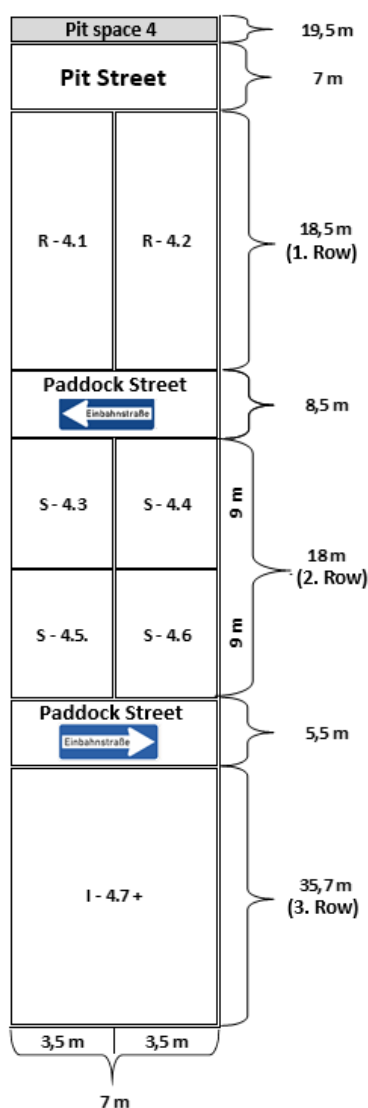 Pit space 4
19,5 m
Pit Street
7 m
R - 4.1
R - 4.2
18,5 m
(1. Row)
Paddock Street
Einbahnstraße
8,5 m
S - 4.3
S - 4.4
9 m
18 m
(2. Row)
S - 4.5.
S - 4.6
9 m
Paddock Street
Einbahnstraße
5,5 m
I - 4.7 +
35,7 m
(3. Row)
3,5 m
3,5 m
7 m